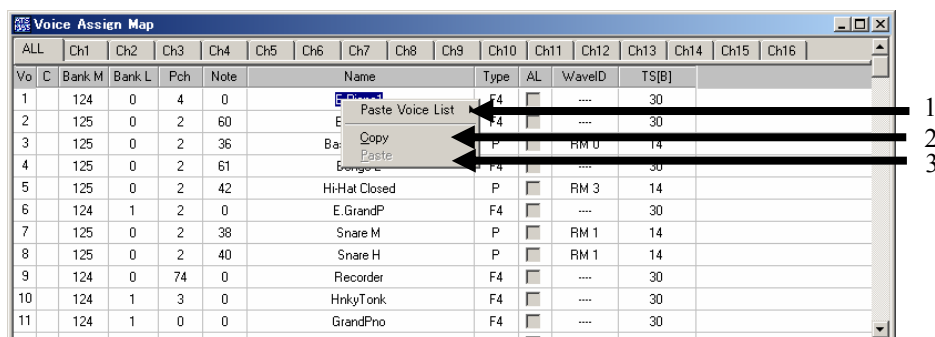 Voice Assign Map
ALL Ch1 Ch2 Ch3 Ch4 Ch5 Ch6 Ch7 Ch8 Ch9 Ch10 Ch11 Ch12 Ch13 Ch14 Ch15 Ch16
Vo C Bank M Bank L Pch Note Name Type AL WaveID TS[B]
1 124 0 4 0 F4 ---- 30
Paste Voice List 1
2 125 0 2 60 F4 ---- 30
Copy 2
3 125 0 2 36 P RM 0 14
Paste 3
4 125 0 2 61 F4 ---- 30
5 125 0 2 42 Hi-Hat Closed P RM 3 14
6 124 1 2 0 E.GrandP F4 ---- 30
7 125 0 2 38 Snare M P RM 1 14
8 125 0 2 40 Snare H P RM 1 14
9 124 0 74 0 Recorder F4 ---- 30
10 124 1 3 0 HnkyTonk F4 ---- 30
11 124 1 0 0 GrandPno F4 ---- 30